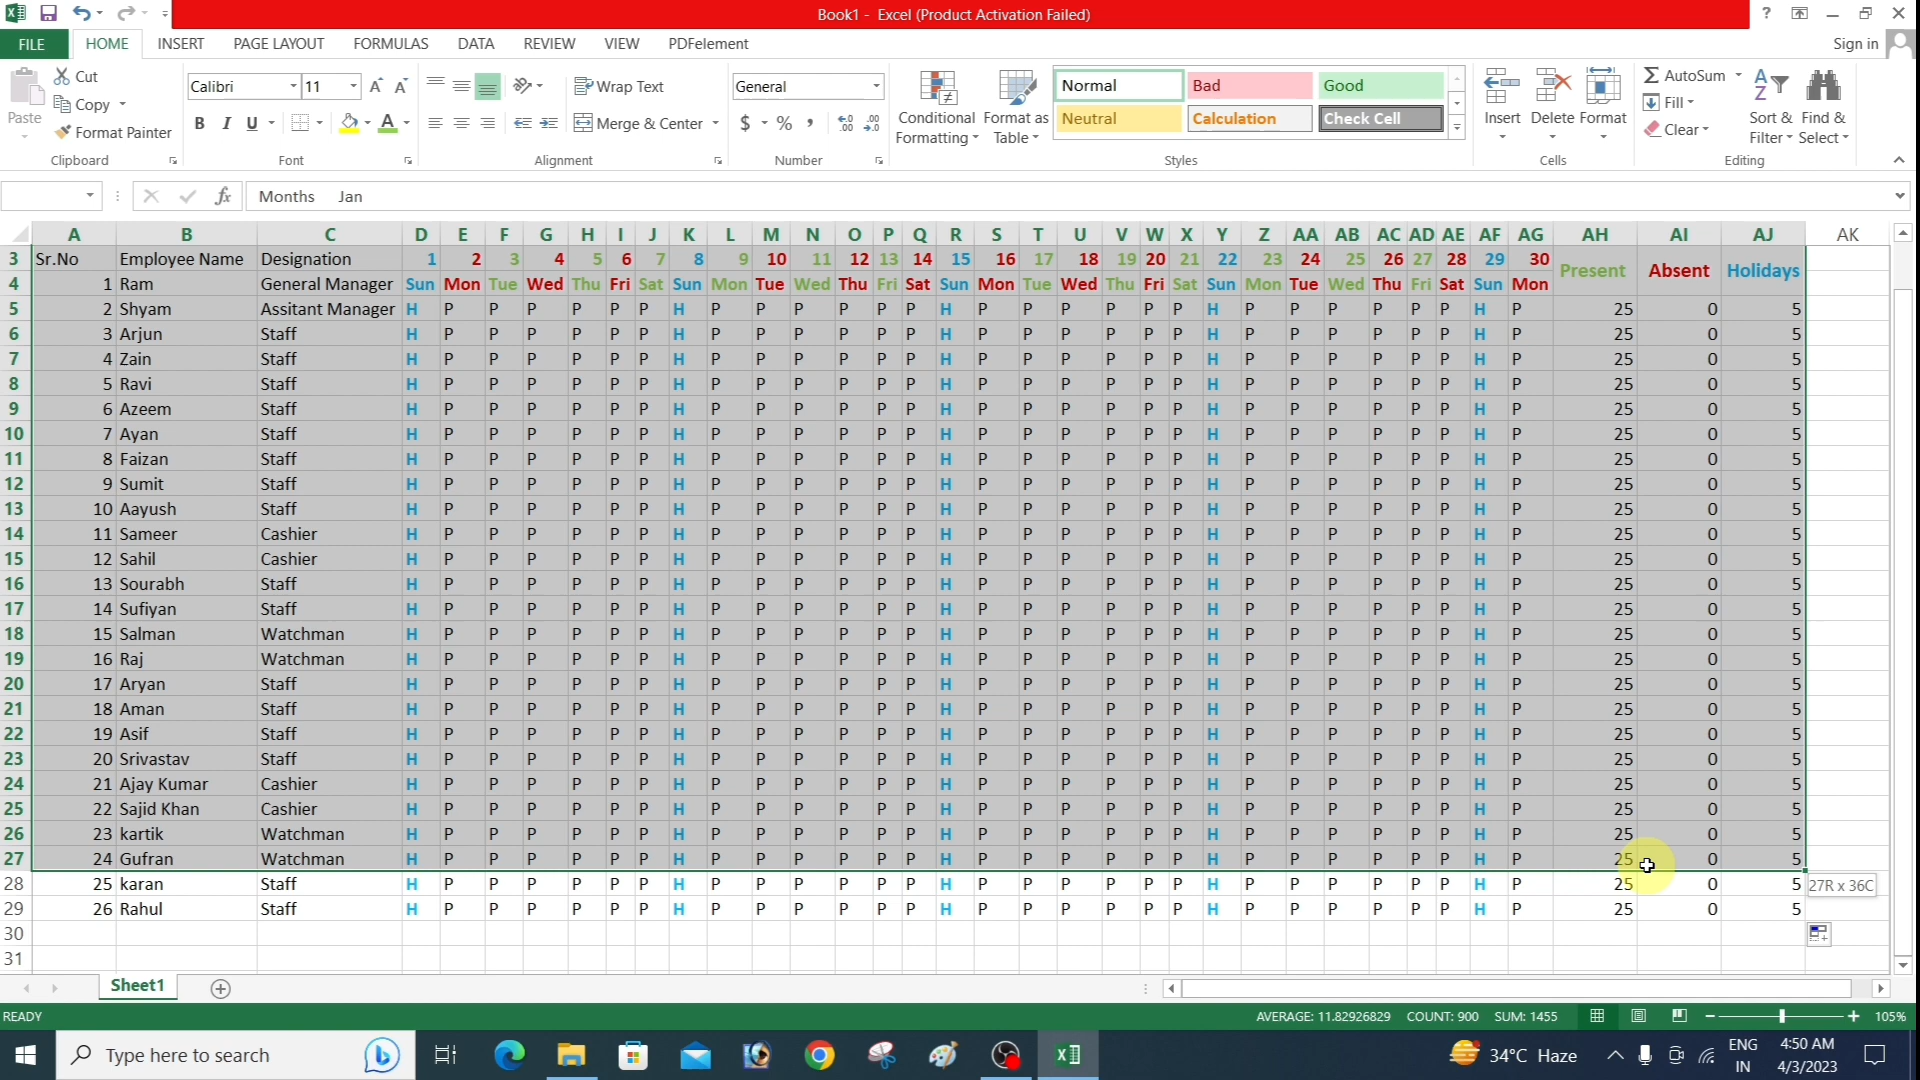 Book1 - Excel (Product Activation Failed)
FILE HOME INSERT PAGE LAYOUT FORMULAS DATA REVIEW VIEW PDFelement Sign in
Paste Cut Copy Format Painter Clipboard
Calibri 11 B I U A Font
Wrap Text Merge & Center Alignment
General $ % , Number
Conditional Formatting Format as Table
Normal Bad Good
Neutral Calculation Check Cell
Styles
Insert Delete Format Cells
AutoSum Fill Clear Sort & Filter Find & Select Editing
fx Months Jan
A B C D E F G H I J K L M N O P Q R S T U V W X Y Z AA AB AC AD AE AF AG AH AI AJ AK
3 Sr.No Employee Name Designation 1 2 3 4 5 6 7 8 9 10 11 12 13 14 15 16 17 18 19 20 21 22 23 24 25 26 27 28 29 30 Present Absent Holidays
4 1 Ram General Manager Sun Mon Tue Wed Thu Fri Sat Sun Mon Tue Wed Thu Fri Sat Sun Mon Tue Wed Thu Fri Sat Sun Mon Tue Wed Thu Fri Sat Sun Mon
5 2 Shyam Assitant Manager H P P P P P P H P P P P P P H P P P P P P H P P P P P P H P 25 0 5
6 3 Arjun Staff H P P P P P P H P P P P P P H P P P P P P H P P P P P P H P 25 0 5
7 4 Zain Staff H P P P P P P H P P P P P P H P P P P P P H P P P P P P H P 25 0 5
8 5 Ravi Staff H P P P P P P H P P P P P P H P P P P P P H P P P P P P H P 25 0 5
9 6 Azeem Staff H P P P P P P H P P P P P P H P P P P P P H P P P P P P H P 25 0 5
10 7 Ayan Staff H P P P P P P H P P P P P P H P P P P P P H P P P P P P H P 25 0 5
11 8 Faizan Staff H P P P P P P H P P P P P P H P P P P P P H P P P P P P H P 25 0 5
12 9 Sumit Staff H P P P P P P H P P P P P P H P P P P P P H P P P P P P H P 25 0 5
13 10 Aayush Staff H P P P P P P H P P P P P P H P P P P P P H P P P P P P H P 25 0 5
14 11 Sameer Cashier H P P P P P P H P P P P P P H P P P P P P H P P P P P P H P 25 0 5
15 12 Sahil Cashier H P P P P P P H P P P P P P H P P P P P P H P P P P P P H P 25 0 5
16 13 Sourabh Staff H P P P P P P H P P P P P P H P P P P P P H P P P P P P H P 25 0 5
17 14 Sufiyan Staff H P P P P P P H P P P P P P H P P P P P P H P P P P P P H P 25 0 5
18 15 Salman Watchman H P P P P P P H P P P P P P H P P P P P P H P P P P P P H P 25 0 5
19 16 Raj Watchman H P P P P P P H P P P P P P H P P P P P P H P P P P P P H P 25 0 5
20 17 Aryan Staff H P P P P P P H P P P P P P H P P P P P P H P P P P P P H P 25 0 5
21 18 Aman Staff H P P P P P P H P P P P P P H P P P P P P H P P P P P P H P 25 0 5
22 19 Asif Staff H P P P P P P H P P P P P P H P P P P P P H P P P P P P H P 25 0 5
23 20 Srivastav Staff H P P P P P P H P P P P P P H P P P P P P H P P P P P P H P 25 0 5
24 21 Ajay Kumar Cashier H P P P P P P H P P P P P P H P P P P P P H P P P P P P H P 25 0 5
25 22 Sajid Khan Cashier H P P P P P P H P P P P P P H P P P P P P H P P P P P P H P 25 0 5
26 23 kartik Watchman H P P P P P P H P P P P P P H P P P P P P H P P P P P P H P 25 0 5
27 24 Gufran Watchman H P P P P P P H P P P P P P H P P P P P P H P P P P P P H P 25 0 5
28 25 karan Staff H P P P P P P H P P P P P P H P P P P P P H P P P P P P H P 25 0 5 27R x 36C
29 26 Rahul Staff H P P P P P P H P P P P P P H P P P P P P H P P P P P P H P 25 0 5
30
31
Sheet1
READY AVERAGE: 11.82926829 COUNT: 900 SUM: 1455 105%
Type here to search 34°C Haze ENG IN 4:50 AM 4/3/2023